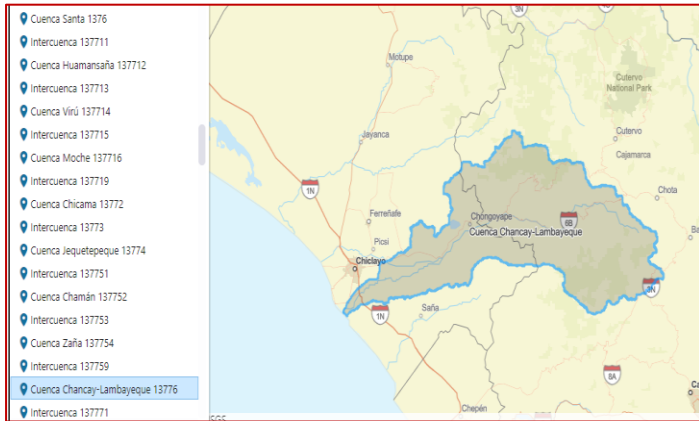 Cuenca Santa 1376
Intercuenca 137711
Cuenca Huamansaña 137712
Intercuenca 137713
Cuenca Virú 137714
Intercuenca 137715
Cuenca Moche 137716
Intercuenca 137719
Cuenca Chicama 13772
Intercuenca 13773
Cuenca Jequetepeque 13774
Intercuenca 137751
Cuenca Chamán 137752
Intercuenca 137753
Cuenca Zaña 137754
Intercuenca 137759
Cuenca Chancay-Lambayeque 13776
Intercuenca 137771
3N
Motupe
Cutervo
National Park
Jayanca
Cutervo
Cajamarca
1N
Chota
Ferreñafe
Chongoyape
6B
Cuenca Chancay-Lambayeque
Picsi
Chiclayo
3N
Saña
1N
8A
Chepén